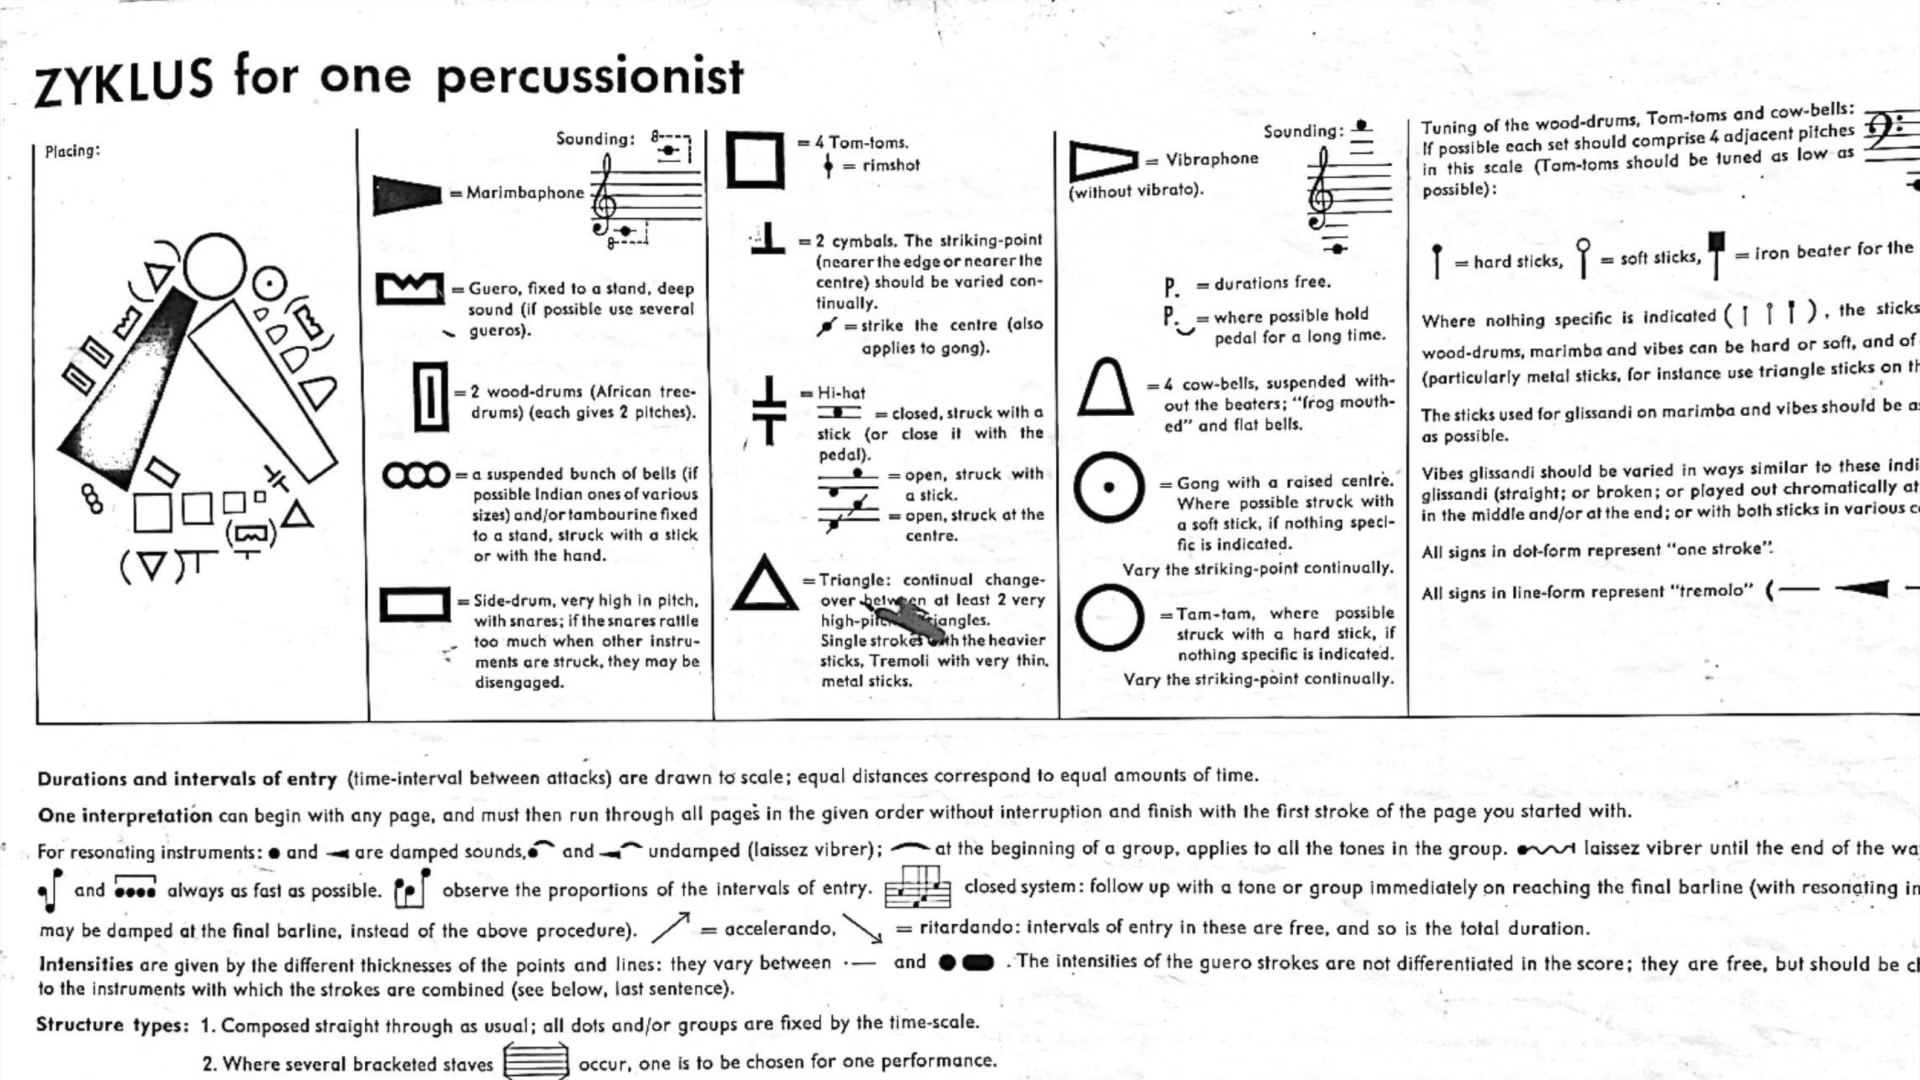 ZYKLUS for one percussionist
Placing:
Sounding: 8
= Marimbaphone
8
= Guero, fixed to a stand, deep
sound (if possible use several
gueros).
= 2 wood-drums (African tree-
drums) (each gives 2 pitches).
= a suspended bunch of bells (if
possible Indian ones of various
sizes) and/or tambourine fixed
to a stand, struck with a stick
or with the hand.
= Side-drum, very high in pitch,
with snares; if the snares rattle
too much when other instru-
ments are struck, they may be
disengaged.
= 4 Tom-toms.
= rimshot
= 2 cymbals. The striking-point
(nearer the edge or nearer the
centre) should be varied con-
tinually.
= strike the centre (also
applies to gong).
= Hi-hat
= closed, struck with a
stick (or close it with the
pedal).
= open, struck with
a stick.
= open, struck at the
centre.
= Triangle: continual change-
over between at least 2 very
high-pitched triangles.
Single strokes with the heavier
sticks, Tremoli with very thin,
metal sticks.
Sounding:
= Vibraphone
(without vibrato).
P. = durations free.
P. = where possible hold
pedal for a long time.
= 4 cow-bells, suspended with-
out the beaters; "frog mouth-
ed" and flat bells.
= Gong with a raised centre.
Where possible struck with
a soft stick, if nothing speci-
fic is indicated.
Vary the striking-point continually.
= Tam-tam, where possible
struck with a hard stick, if
nothing specific is indicated.
Vary the striking-point continually.
Tuning of the wood-drums, Tom-toms and cow-bells:
If possible each set should comprise 4 adjacent pitches
in this scale (Tom-toms should be tuned as low as
possible):
= hard sticks, = soft sticks, = iron beater for the
Where nothing specific is indicated ( ), the sticks
wood-drums, marimba and vibes can be hard or soft, and of
(particularly metal sticks, for instance use triangle sticks on
The sticks used for glissandi on marimba and vibes should be
as possible.
Vibes glissandi should be varied in ways similar to these
glissandi (straight; or broken; or played out chromatically at
in the middle and/or at the end; or with both sticks in various
All signs in dot-form represent "one stroke".
All signs in line-form represent "tremolo" (
Durations and intervals of entry (time-interval between attacks) are drawn to scale; equal distances correspond to equal amounts of time.
One interpretation can begin with any page, and must then run through all pages in the given order without interruption and finish with the first stroke of the page you started with.
For resonating instruments: and are damped sounds, and undamped (laissez vibrer); at the beginning of a group, applies to all the tones in the group. laissez vibrer until the end of the
and always as fast as possible. observe the proportions of the intervals of entry. closed system: follow up with a tone or group immediately on reaching the final barline (with resonating
may be damped at the final barline, instead of the above procedure). = accelerando, = ritardando: intervals of entry in these are free, and so is the total duration.
Intensities are given by the different thicknesses of the points and lines: they vary between and . The intensities of the guero strokes are not differentiated in the score; they are free, but should be
to the instruments with which the strokes are combined (see below, last sentence).
Structure types: 1. Composed straight through as usual; all dots and/or groups are fixed by the time-scale.
2. Where several bracketed staves occur, one is to be chosen for one performance.